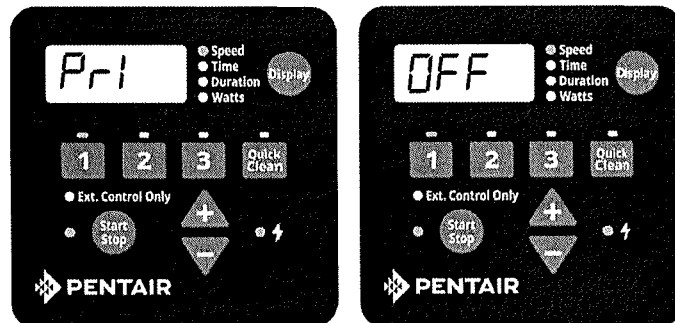 Pri
Speed
Time
Duration
Watts
Display
1 2 3 Quick Clean
Ext. Control Only
Start Stop
+
-
PENTAIR
OFF
Speed
Time
Duration
Watts
Display
1 2 3 Quick Clean
Ext. Control Only
Start Stop
+
-
PENTAIR